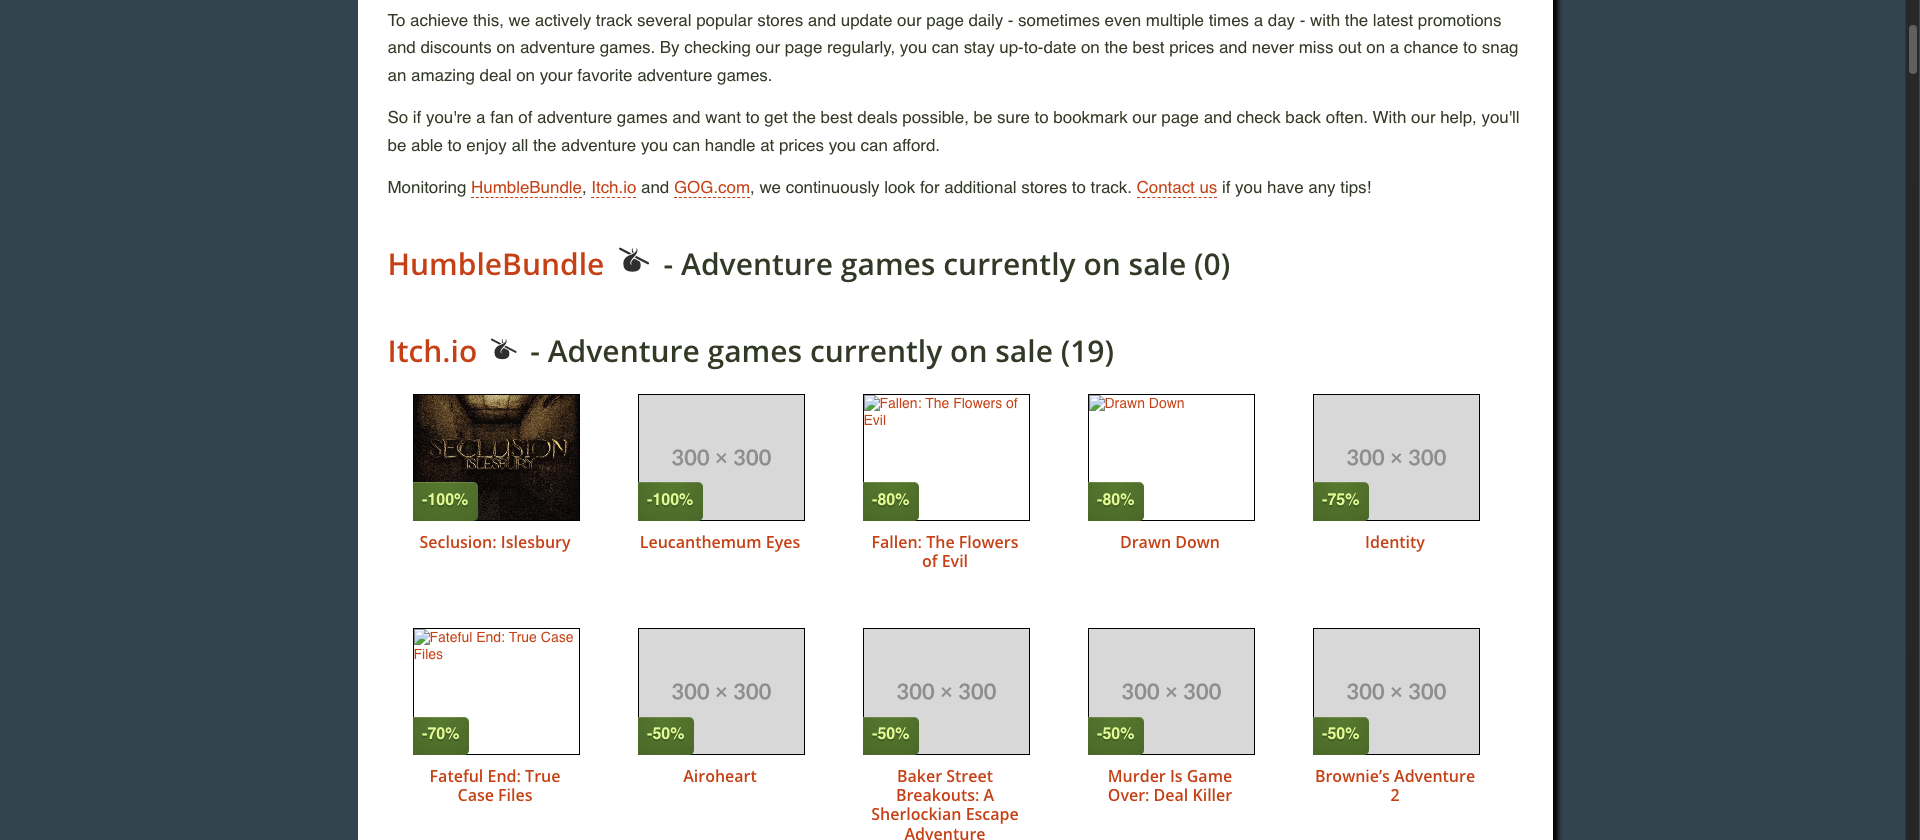 To achieve this, we actively track several popular stores and update our page daily - sometimes even multiple times a day - with the latest promotions
and discounts on adventure games. By checking our page regularly, you can stay up-to-date on the best prices and never miss out on a chance to snag
an amazing deal on your favorite adventure games.
So if you're a fan of adventure games and want to get the best deals possible, be sure to bookmark our page and check back often. With our help, you'll
be able to enjoy all the adventure you can handle at prices you can afford.
Monitoring HumbleBundle, Itch.io and GOG.com, we continuously look for additional stores to track. Contact us if you have any tips!
HumbleBundle - Adventure games currently on sale (0)
Itch.io - Adventure games currently on sale (19)
SECLUSION
ISLESBURY
-100%
Seclusion: Islesbury
300 × 300
-100%
Leucanthemum Eyes
Fallen: The Flowers of
Evil
-80%
Fallen: The Flowers
of Evil
Drawn Down
-80%
Drawn Down
300 × 300
-75%
Identity
Fateful End: True Case
Files
-70%
Fateful End: True
Case Files
300 × 300
-50%
Airoheart
300 × 300
-50%
Baker Street
Breakouts: A
Sherlockian Escape
Adventure
300 × 300
-50%
Murder Is Game
Over: Deal Killer
300 × 300
-50%
Brownie’s Adventure
2